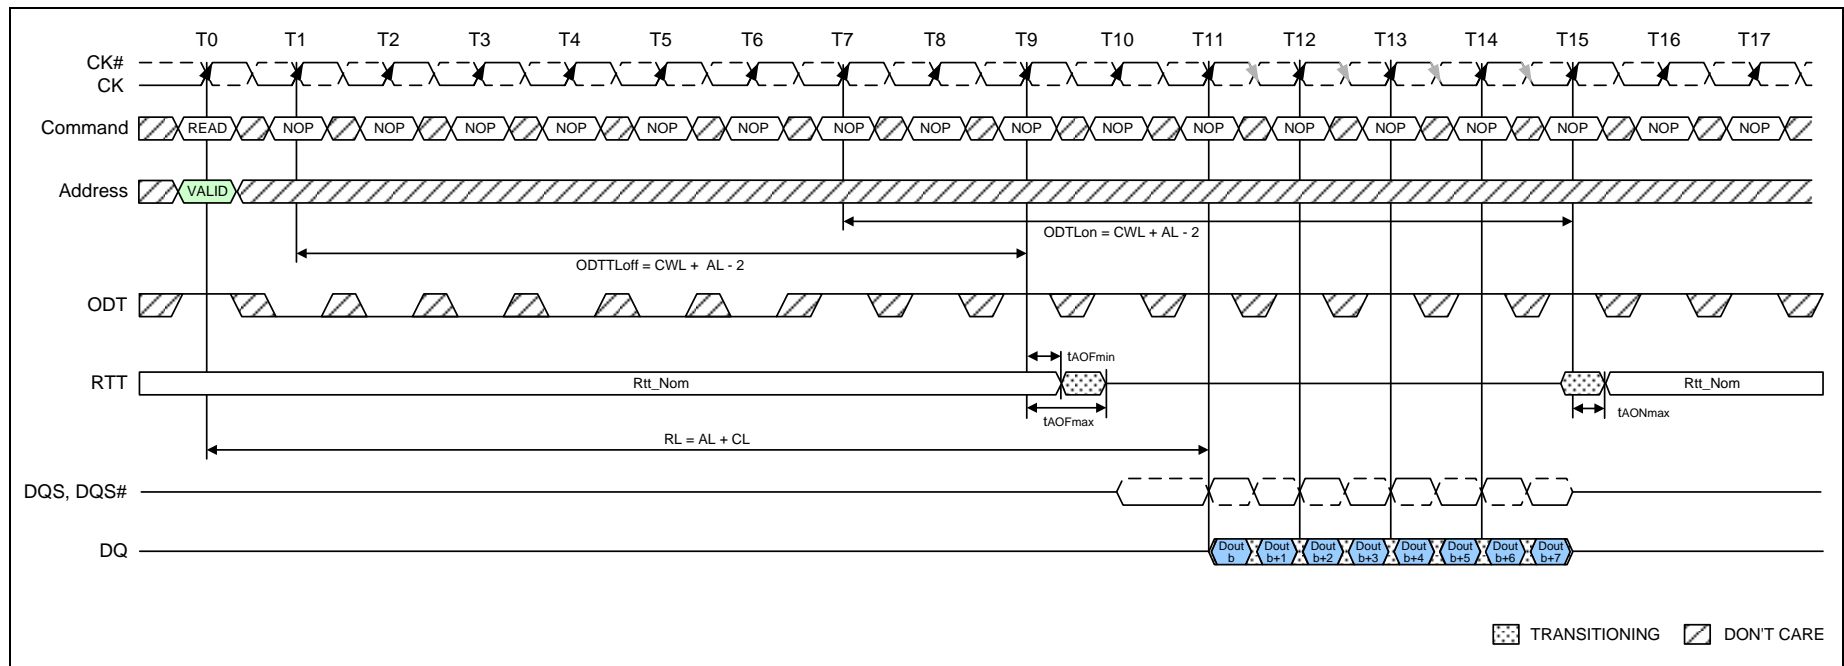 T0 T1 T2 T3 T4 T5 T6 T7 T8 T9 T10 T11 T12 T13 T14 T15 T16 T17
CK#
CK
Command READ NOP NOP NOP NOP NOP NOP NOP NOP NOP NOP NOP NOP NOP NOP NOP NOP NOP
Address VALID
ODTLon = CWL + AL - 2
ODTTLoff = CWL + AL - 2
ODT
tAOFmin
RTT Rtt_Nom Rtt_Nom
tAOFmax tAONmax
RL = AL + CL
DQS, DQS#
DQ Dout b Dout b+1 Dout b+2 Dout b+3 Dout b+4 Dout b+5 Dout b+6 Dout b+7
TRANSITIONING DON'T CARE